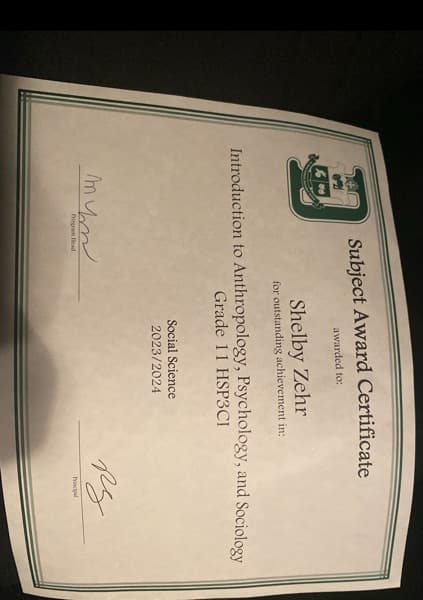 Subject Award Certificate
awarded to:
Shelby Zehr
for outstanding achievement in:
Introduction to Anthropology, Psychology, and Sociology
Grade 11 HSP3CI
Social Science
2023/2024
Program Head
Principal